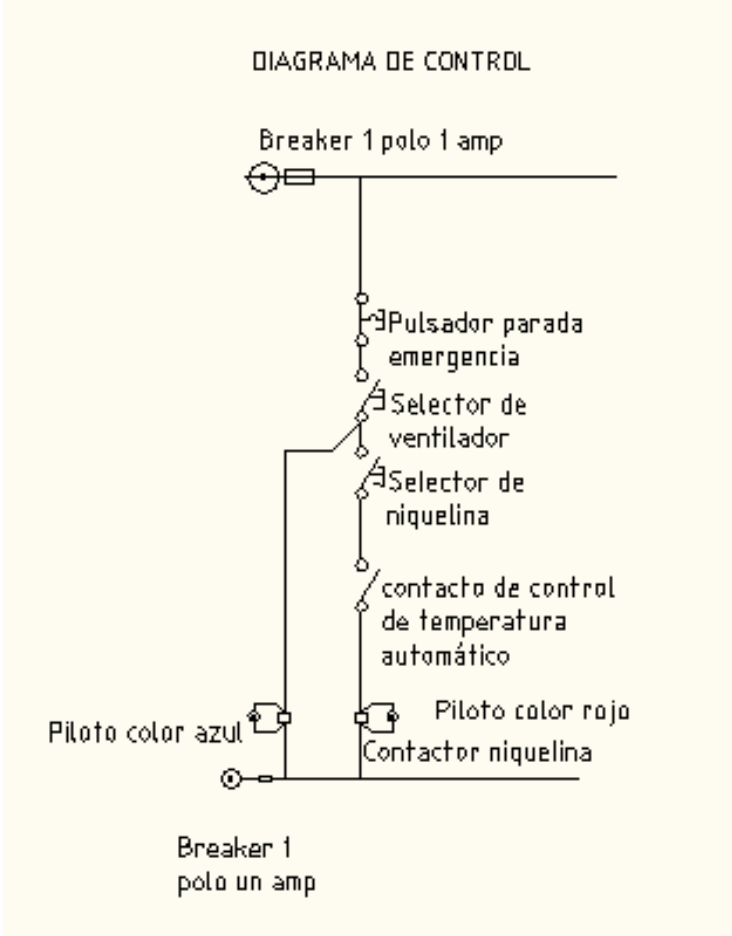 DIAGRAMA DE CONTROL
Breaker 1 polo 1 amp
Pulsador parada
emergencia
Selector de
ventilador
Selector de
niquelina
contacto de control
de temperatura
automático
Piloto color rojo
Piloto color azul
Contactor niquelina
Breaker 1
polo un amp